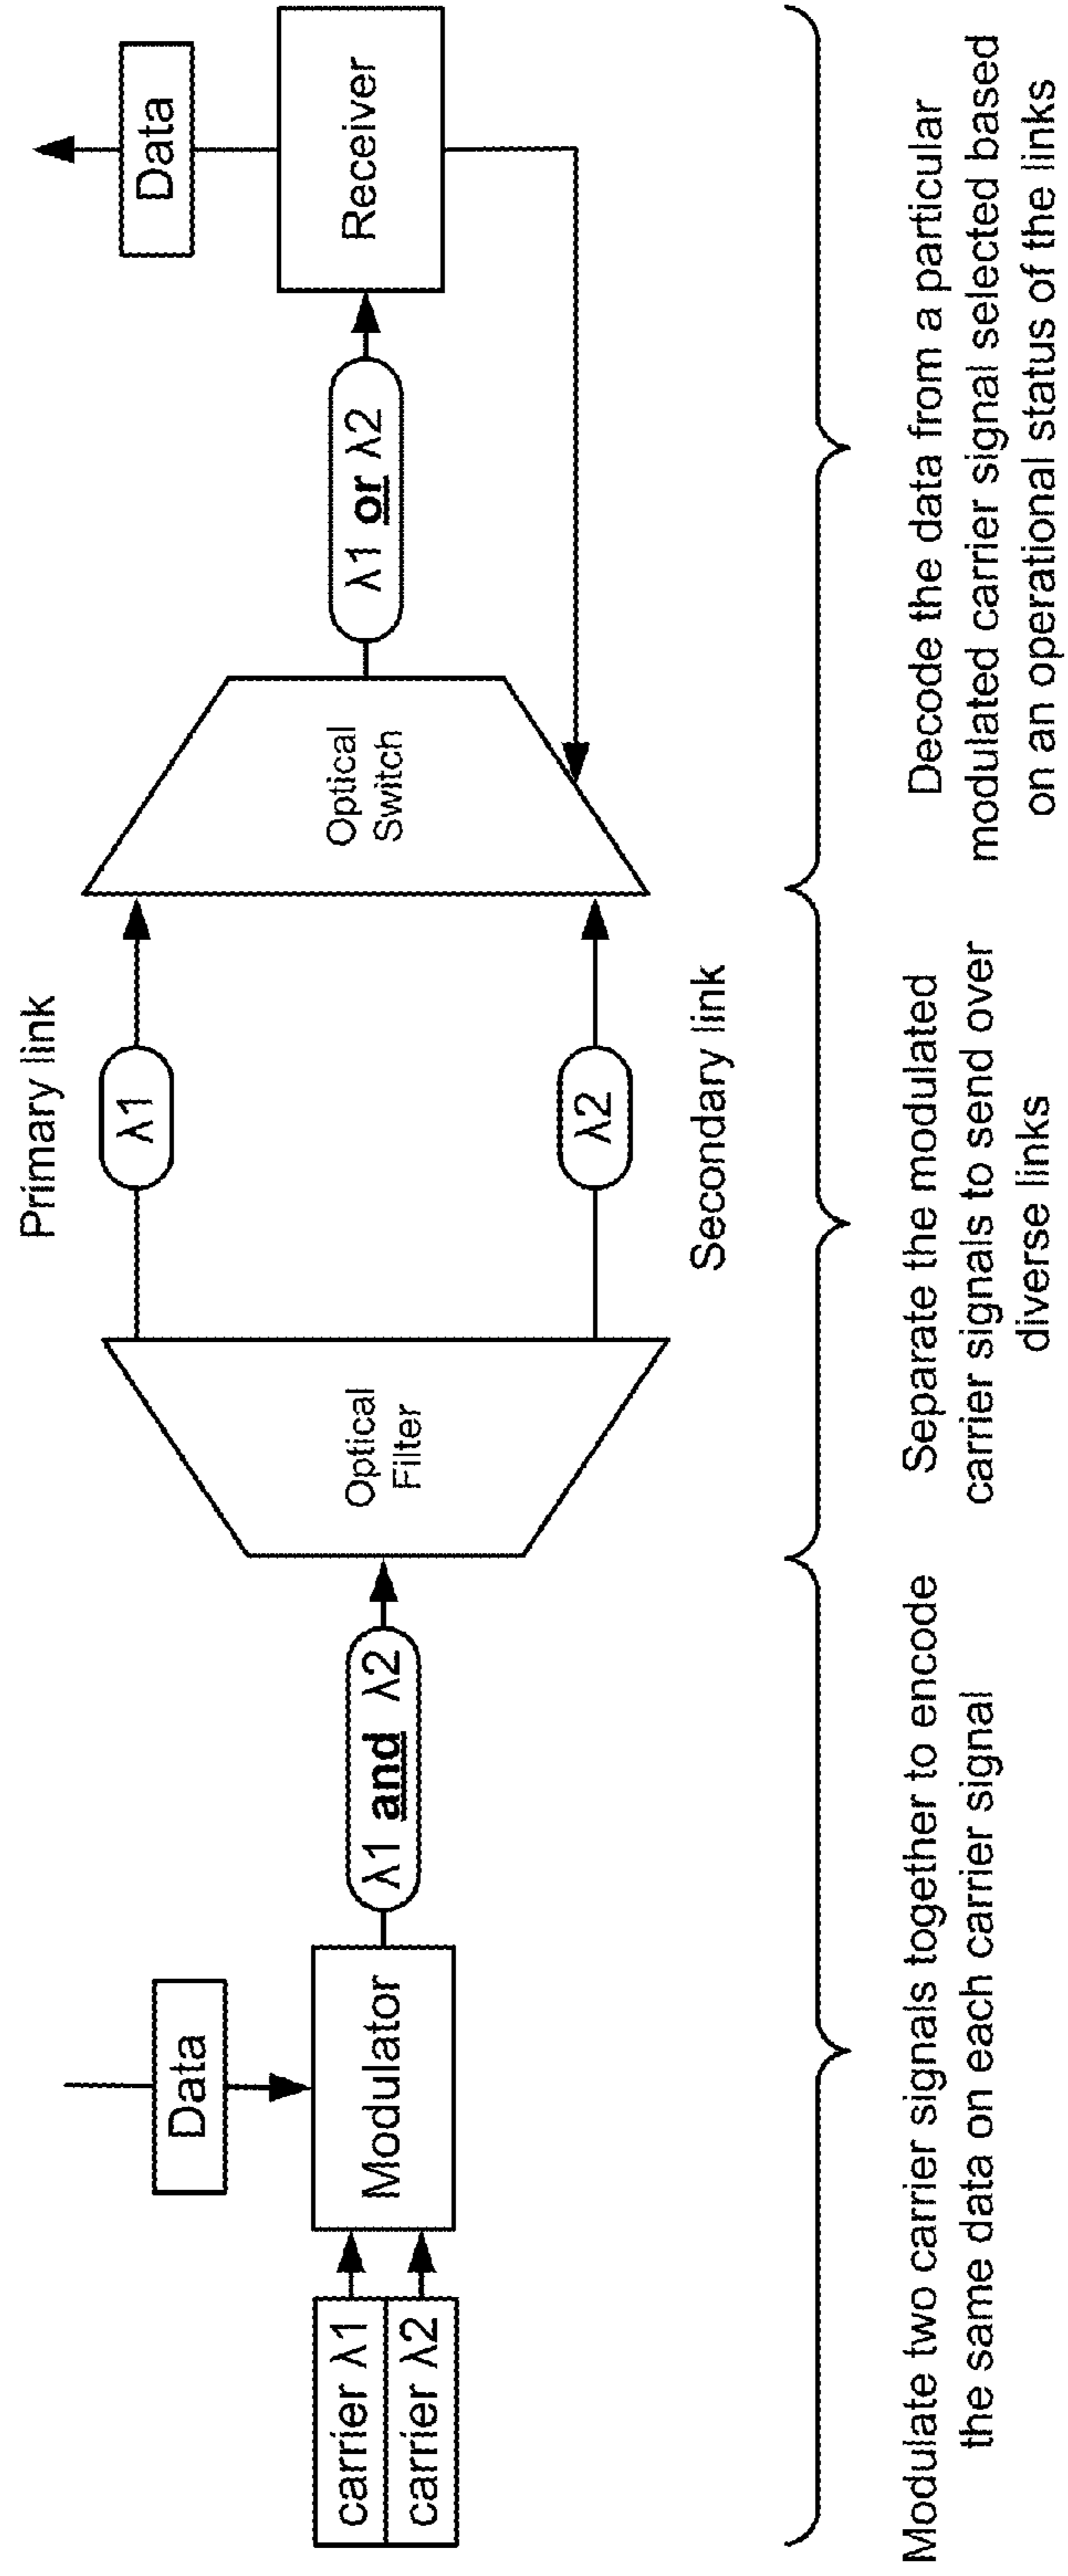 Data
carrier λ1
carrier λ2
Modulator
λ1 and λ2
Optical
Filter
Primary link
λ1
λ2
Secondary link
Optical
Switch
λ1 or λ2
Receiver
Data
Modulate two carrier signals together to encode
the same data on each carrier signal
Separate the modulated
carrier signals to send over
diverse links
Decode the data from a particular
modulated carrier signal selected based
on an operational status of the links